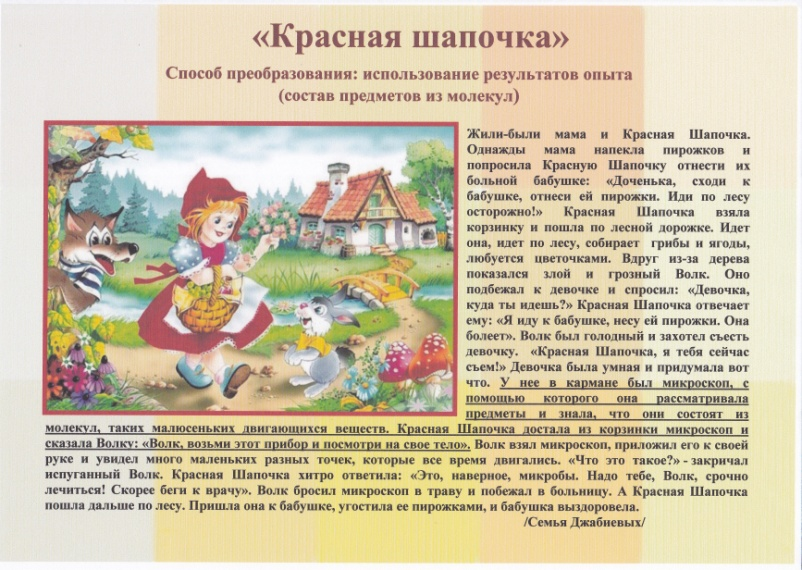 «Красная шапочка»
Способ преобразования: использование результатов опыта
(состав предметов из молекул)
Жили-были мама и Красная Шапочка.
Однажды мама напекла пирожков и
попросила Красную Шапочку отнести их
больной бабушке: «Доченька, сходи к
бабушке, отнеси ей пирожки. Иди по лесу
осторожно!» Красная Шапочка взяла
корзинку и пошла по лесной дорожке. Идет
она, идет по лесу, собирает грибы и ягоды,
любуется цветочками. Вдруг из-за дерева
показался злой и грозный Волк. Оно
подбежал к девочке и спросил: «Девочка,
куда ты идешь?» Красная Шапочка отвечает
ему: «Я иду к бабушке, несу ей пирожки. Она
болеет». Волк был голодный и захотел съесть
девочку. «Красная Шапочка, я тебя сейчас
съем!» Девочка была умная и придумала вот
что. У нее в кармане был микроскоп, с
помощью которого она рассматривала
предметы и знала, что они состоят из
молекул, таких малюсеньких двигающихся веществ. Красная Шапочка достала из корзинки микроскоп и
сказала Волку: «Волк, возьми этот прибор и посмотри на свое тело». Волк взял микроскоп, приложил его к своей
руке и увидел много маленьких разных точек, которые все время двигались. «Что это такое?» - закричал
испуганный Волк. Красная Шапочка хитро ответила: «Это, наверное, микробы. Надо тебе, Волк, срочно
лечиться! Скорее беги к врачу». Волк бросил микроскоп в траву и побежал в больницу. А Красная Шапочка
пошла дальше по лесу. Пришла она к бабушке, угостила ее пирожками, и бабушка выздоровела.
/Семья Джабиевых/